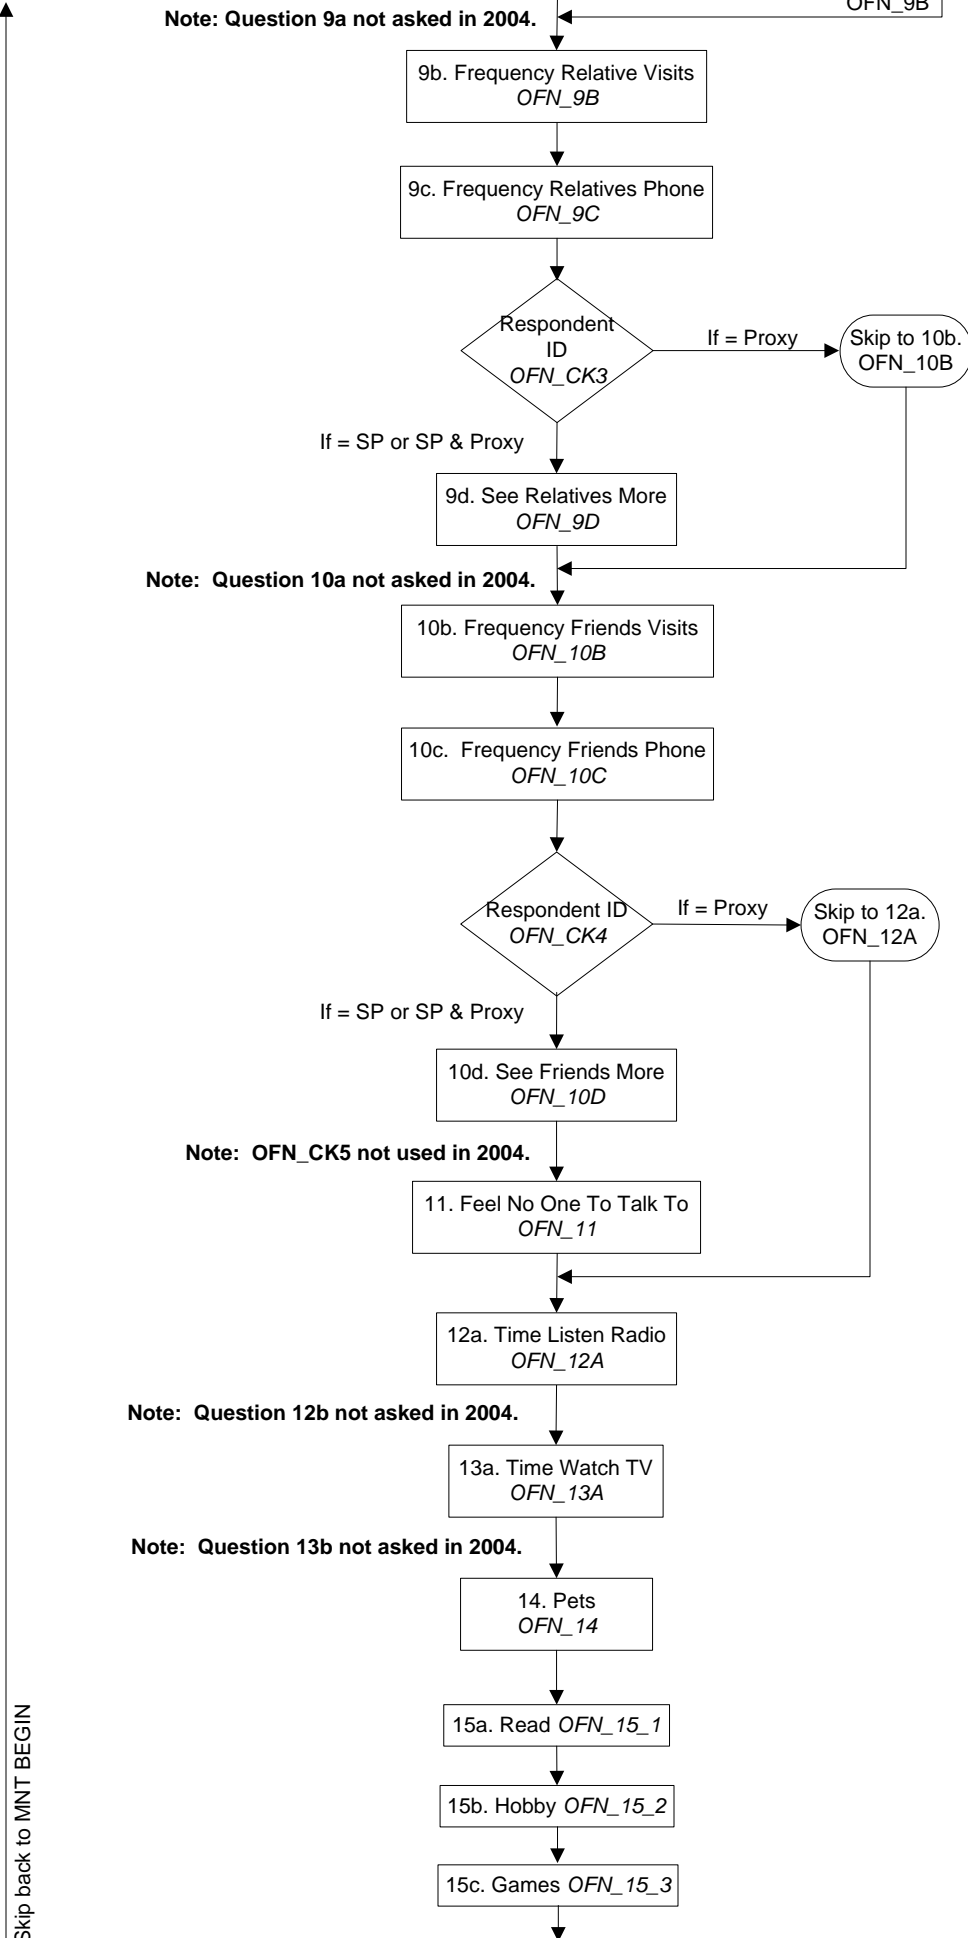 OFN_9B
Note: Question 9a not asked in 2004.
9b. Frequency Relative Visits
OFN_9B
9c. Frequency Relatives Phone
OFN_9C
Respondent
ID
OFN_CK3
If = Proxy
Skip to 10b.
OFN_10B
If = SP or SP & Proxy
9d. See Relatives More
OFN_9D
Note:  Question 10a not asked in 2004.
10b. Frequency Friends Visits
OFN_10B
10c.  Frequency Friends Phone
OFN_10C
Respondent ID
OFN_CK4
If = Proxy
Skip to 12a.
OFN_12A
If = SP or SP & Proxy
10d. See Friends More
OFN_10D
Note:  OFN_CK5 not used in 2004.
11. Feel No One To Talk To
OFN_11
12a. Time Listen Radio
OFN_12A
Note:  Question 12b not asked in 2004.
13a. Time Watch TV
OFN_13A
Note:  Question 13b not asked in 2004.
14. Pets
OFN_14
15a. Read OFN_15_1
15b. Hobby OFN_15_2
15c. Games OFN_15_3
Skip back to MNT BEGIN